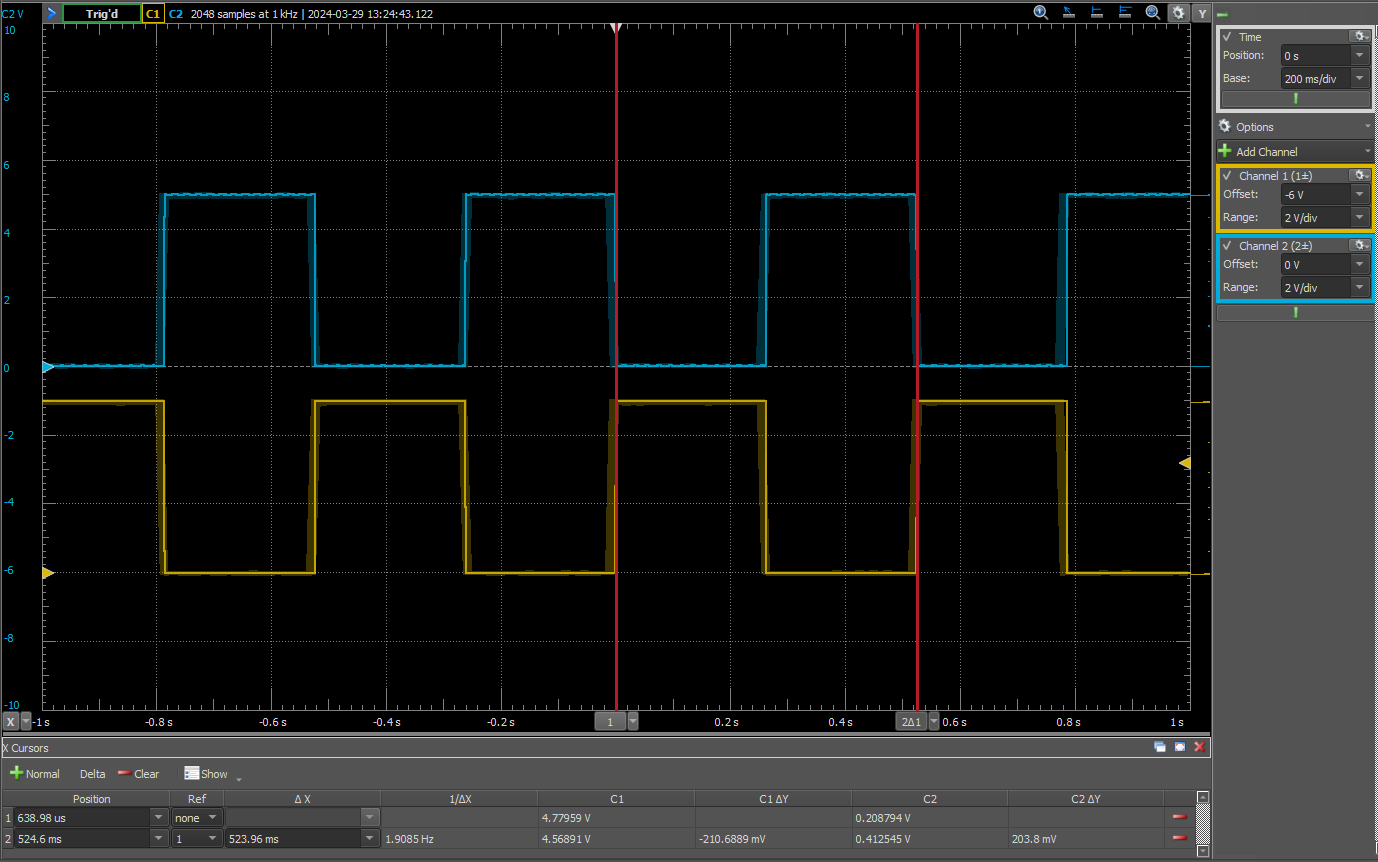 C2 V Trig'd C1 C2 2048 samples at 1 kHz | 2024-03-29 13:24:43.122 Y
10
8
6
4
2
0
-2
-4
-6
-8
-10
X -1 s -0.8 s -0.6 s -0.4 s -0.2 s 1 0.2 s 0.4 s 2Δ1 0.6 s 0.8 s 1 s
Time
Position: 0 s
Base: 200 ms/div
Options
Add Channel
Channel 1 (1±)
Offset: -6 V
Range: 2 V/div
Channel 2 (2±)
Offset: 0 V
Range: 2 V/div
X Cursors
Normal Delta Clear Show
Position Ref Δ X 1/ΔX C1 C1 ΔY C2 C2 ΔY
1 638.98 us none 4.77959 V 0.208794 V
2 524.6 ms 1 523.96 ms 1.9085 Hz 4.56891 V -210.6889 mV 0.412545 V 203.8 mV